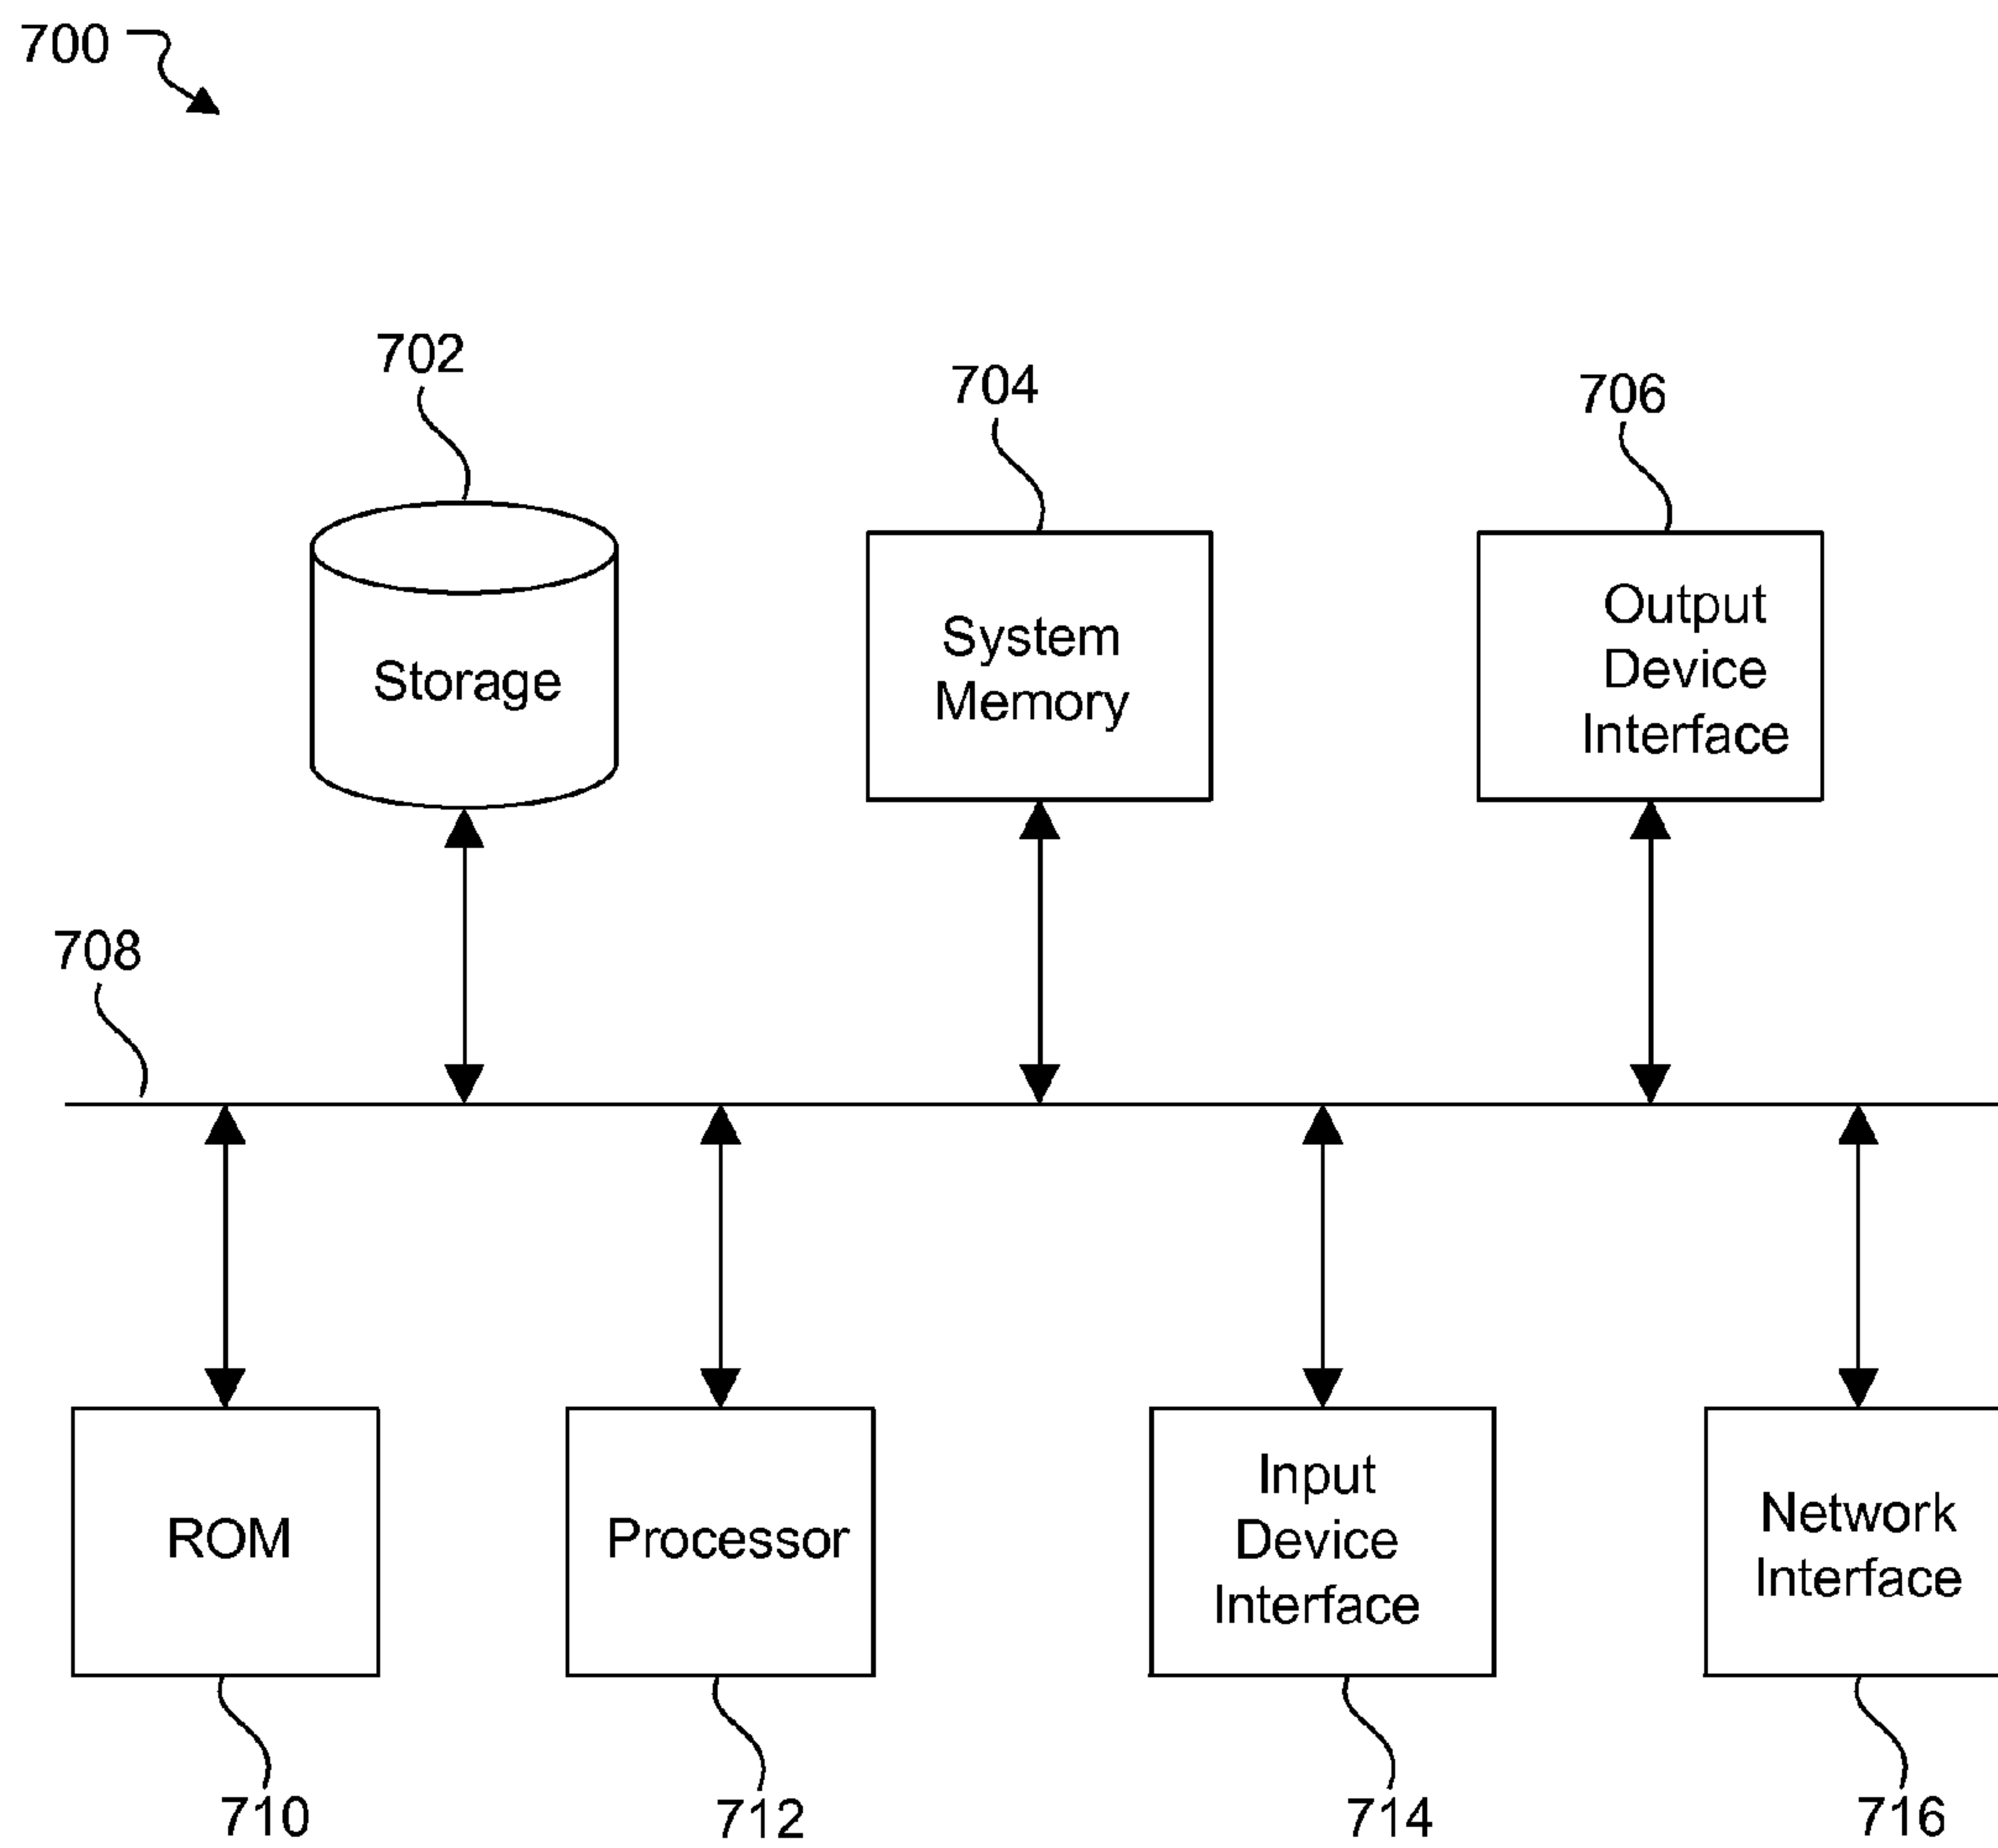 700
702
704
706
Storage
System
Memory
Output
Device
Interface
708
ROM
Processor
Input
Device
Interface
Network
Interface
710
712
714
716